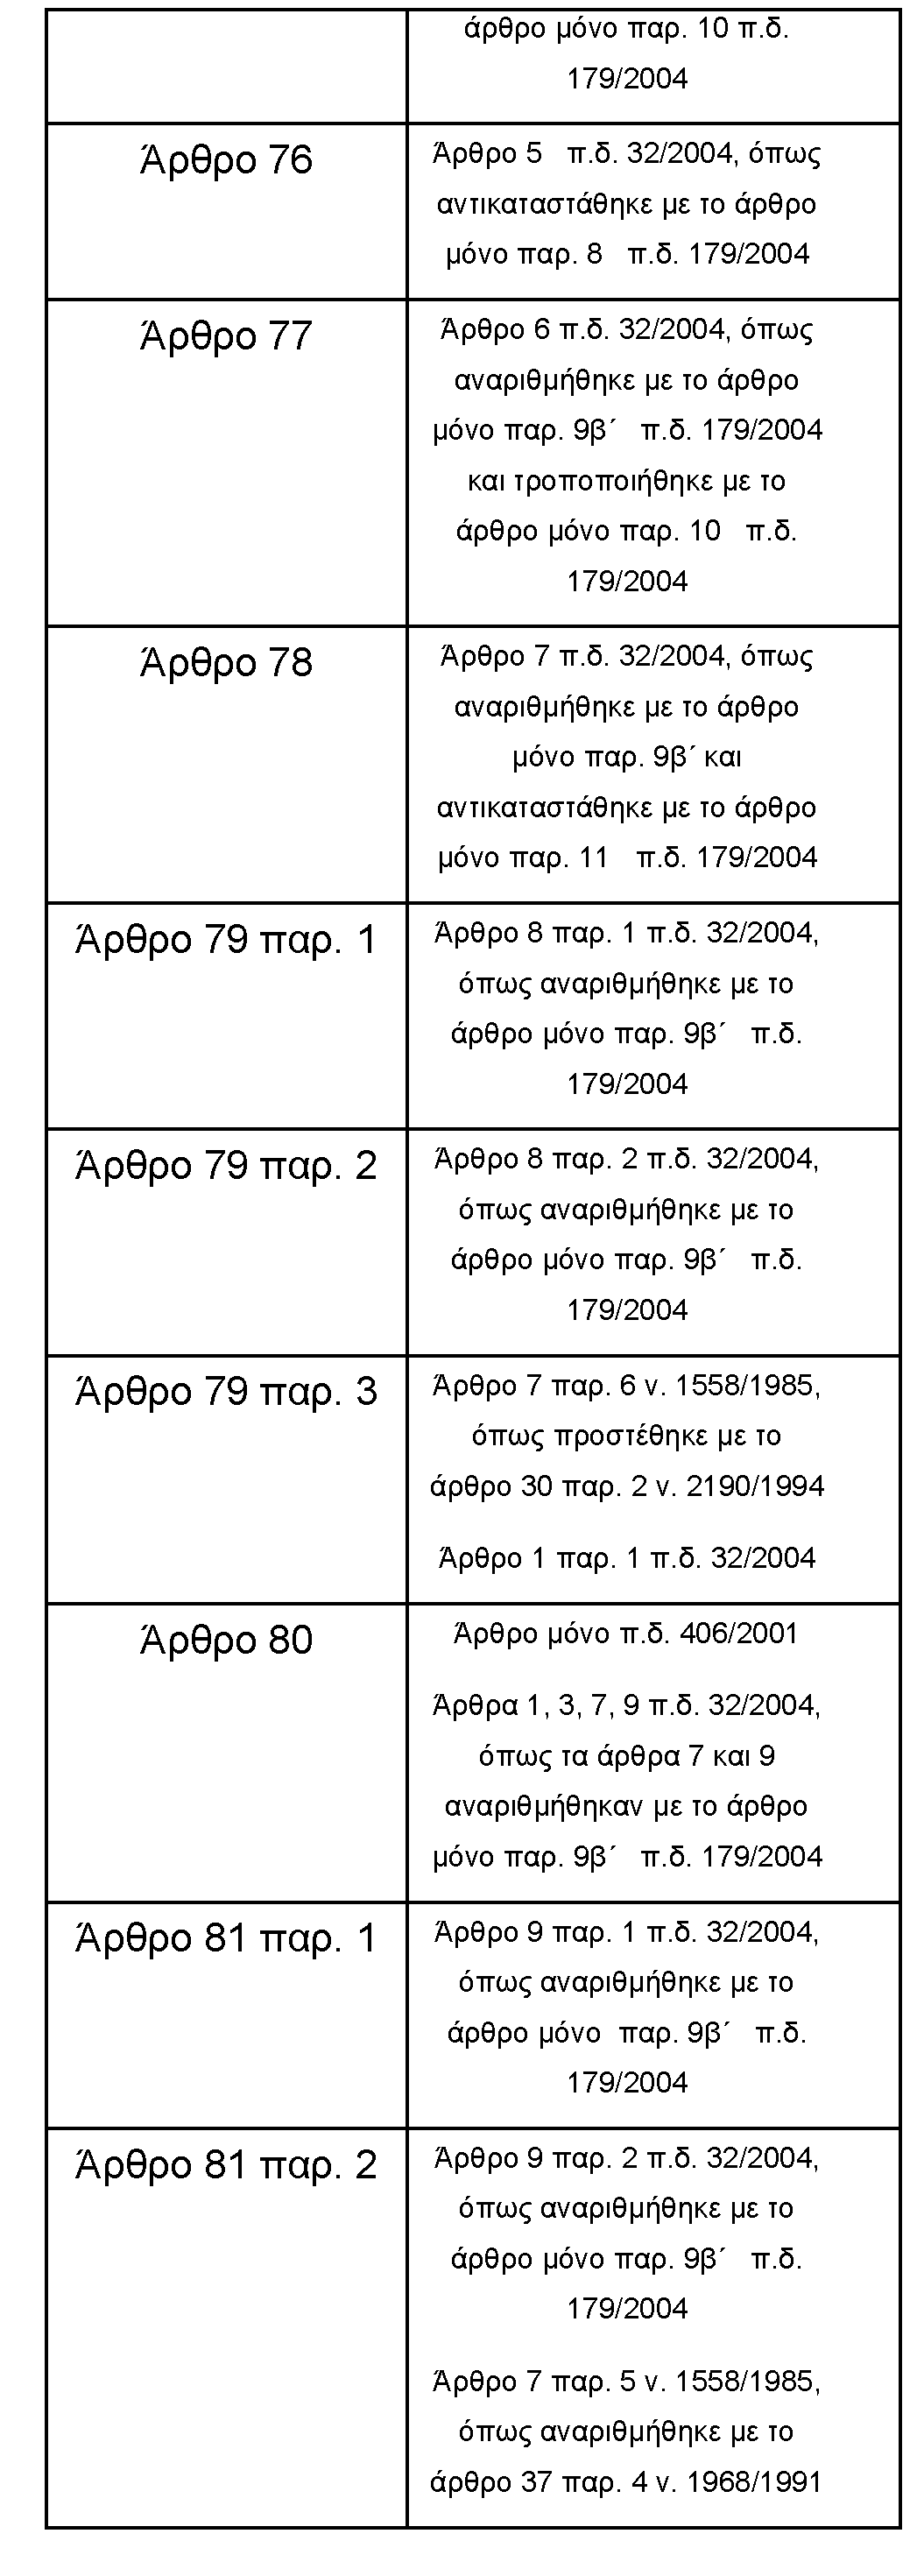 άρθρο μόνο παρ. 10 π.δ.
179/2004
Άρθρο 76
Άρθρο 5 π.δ. 32/2004, όπως
αντικαταστάθηκε με το άρθρο
μόνο παρ. 8 π.δ. 179/2004
Άρθρο 77
Άρθρο 6 π.δ. 32/2004, όπως
αναριθμήθηκε με το άρθρο
μόνο παρ. 9β΄ π.δ. 179/2004
και τροποποιήθηκε με το
άρθρο μόνο παρ. 10 π.δ.
179/2004
Άρθρο 78
Άρθρο 7 π.δ. 32/2004, όπως
αναριθμήθηκε με το άρθρο
μόνο παρ. 9β΄ και
αντικαταστάθηκε με το άρθρο
μόνο παρ. 11 π.δ. 179/2004
Άρθρο 79 παρ. 1
Άρθρο 8 παρ. 1 π.δ. 32/2004,
όπως αναριθμήθηκε με το
άρθρο μόνο παρ. 9β΄ π.δ.
179/2004
Άρθρο 79 παρ. 2
Άρθρο 8 παρ. 2 π.δ. 32/2004,
όπως αναριθμήθηκε με το
άρθρο μόνο παρ. 9β΄ π.δ.
179/2004
Άρθρο 79 παρ. 3
Άρθρο 7 παρ. 6 ν. 1558/1985,
όπως προστέθηκε με το
άρθρο 30 παρ. 2 ν. 2190/1994
Άρθρο 1 παρ. 1 π.δ. 32/2004
Άρθρο 80
Άρθρο μόνο π.δ. 406/2001
Άρθρα 1, 3, 7, 9 π.δ. 32/2004,
όπως τα άρθρα 7 και 9
αναριθμήθηκαν με το άρθρο
μόνο παρ. 9β΄ π.δ. 179/2004
Άρθρο 81 παρ. 1
Άρθρο 9 παρ. 1 π.δ. 32/2004,
όπως αναριθμήθηκε με το
άρθρο μόνο παρ. 9β΄ π.δ.
179/2004
Άρθρο 81 παρ. 2
Άρθρο 9 παρ. 2 π.δ. 32/2004,
όπως αναριθμήθηκε με το
άρθρο μόνο παρ. 9β΄ π.δ.
179/2004
Άρθρο 7 παρ. 5 ν. 1558/1985,
όπως αναριθμήθηκε με το
άρθρο 37 παρ. 4 ν. 1968/1991